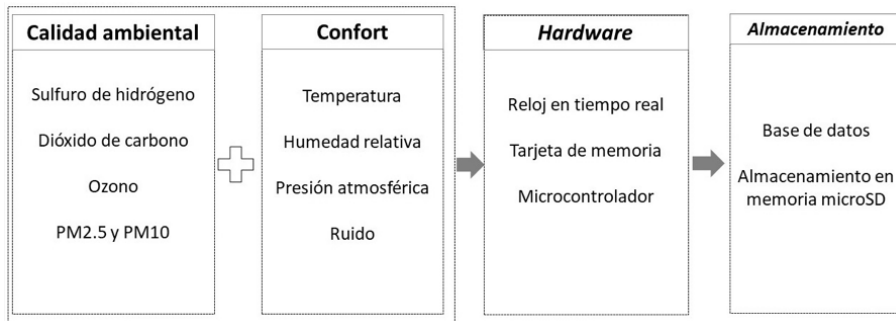 Calidad ambiental
Sulfuro de hidrógeno
Dióxido de carbono
Ozono
PM2.5 y PM10
Confort
Temperatura
Humedad relativa
Presión atmosférica
Ruido
Hardware
Reloj en tiempo real
Tarjeta de memoria
Microcontrolador
Almacenamiento
Base de datos
Almacenamiento en
memoria microSD